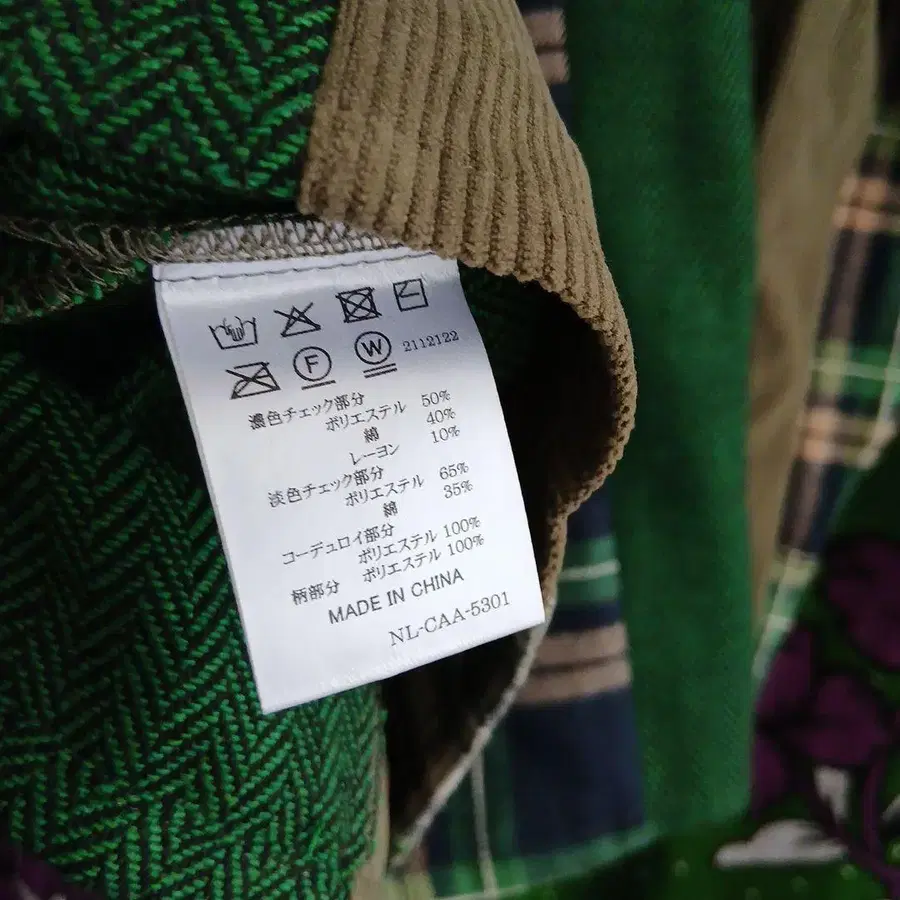 F W 2112122
濃色チェック部分
ポリエステル 50%
綿 40%
レーヨン 10%
淡色チェック部分
ポリエステル 65%
綿 35%
コーデュロイ部分
ポリエステル 100%
柄部分 ポリエステル 100%
MADE IN CHINA
NL-CAA-5301